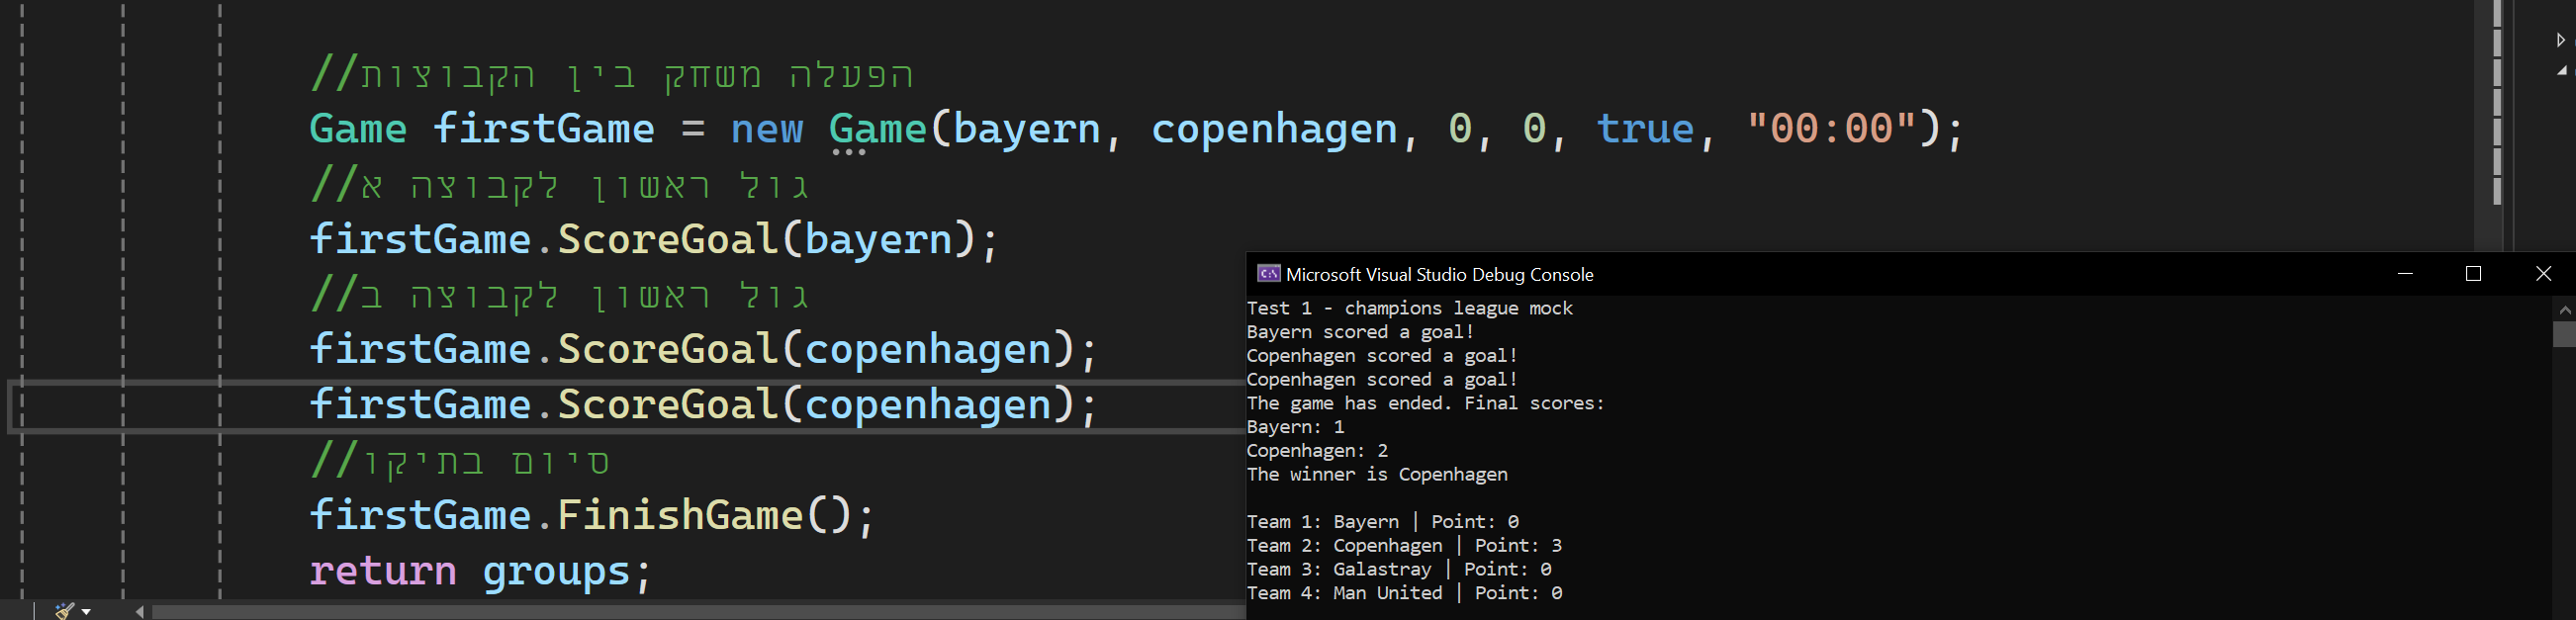 //הפעלה משחק בין הקבוצות
Game firstGame = new Game(bayern, copenhagen, 0, 0, true, "00:00");
//גול ראשון לקבוצה א
firstGame.ScoreGoal(bayern);
//גול ראשון לקבוצה ב
firstGame.ScoreGoal(copenhagen);
firstGame.ScoreGoal(copenhagen);
//סיום בתיקו
firstGame.FinishGame();
return groups;
Microsoft Visual Studio Debug Console
Test 1 - champions league mock
Bayern scored a goal!
Copenhagen scored a goal!
Copenhagen scored a goal!
The game has ended. Final scores:
Bayern: 1
Copenhagen: 2
The winner is Copenhagen
Team 1: Bayern | Point: 0
Team 2: Copenhagen | Point: 3
Team 3: Galastray | Point: 0
Team 4: Man United | Point: 0